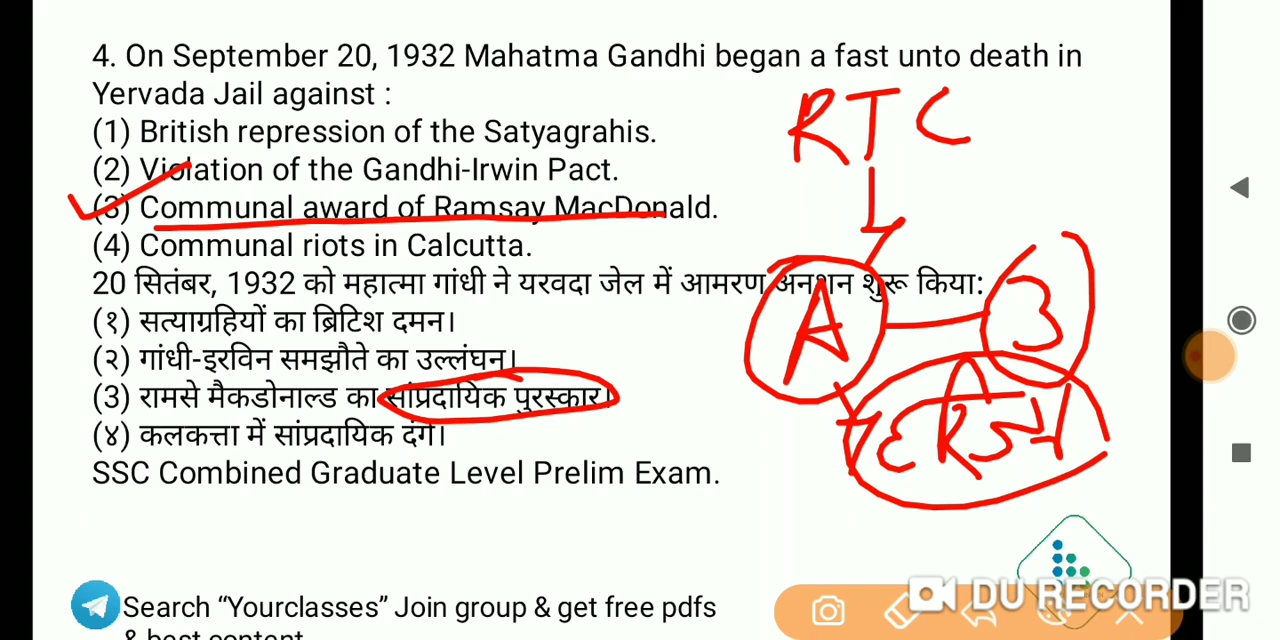 4. On September 20, 1932 Mahatma Gandhi began a fast unto death in
Yervada Jail against :
(1) British repression of the Satyagrahis.
(2) Violation of the Gandhi-Irwin Pact.
(3) Communal award of Ramsay MacDonald.
(4) Communal riots in Calcutta.
20 सितंबर, 1932 को महात्मा गांधी ने यरवदा जेल में आमरण अनशन शुरू किया:
(१) सत्याग्रहियों का ब्रिटिश दमन।
(२) गांधी-इरविन समझौते का उल्लंघन।
(3) रामसे मैकडोनाल्ड का सांप्रदायिक पुरस्कार।
(४) कलकत्ता में सांप्रदायिक दंगे।
SSC Combined Graduate Level Prelim Exam.
RTC
A
3
Search “Yourclasses” Join group & get free pdfs
& best content
DU RECORDER